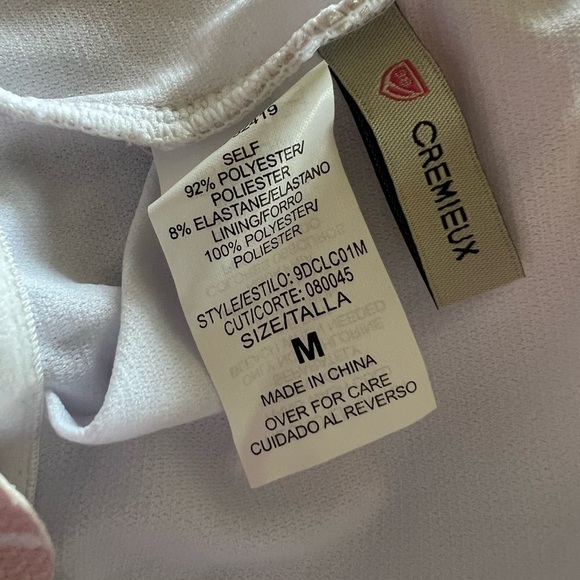 SELF
92% POLYESTER/
POLIESTER
8% ELASTANE/ELASTANO
LINING/FORRO
100% POLYESTER/
POLIESTER
STYLE/ESTILO: 9DCLC01M
CUT/CORTE: 080045
SIZE/TALLA
M
MADE IN CHINA
OVER FOR CARE
CUIDADO AL REVERSO
CREMIEUX